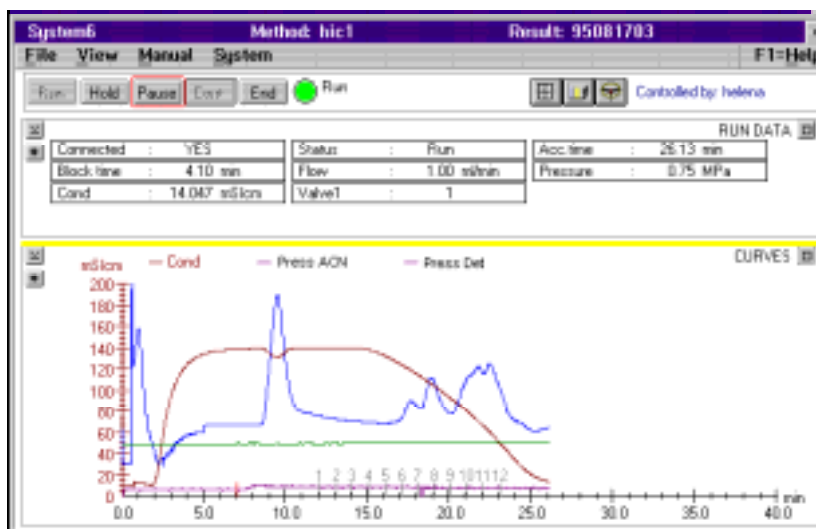 System6 Method: hic1 Result: 95081703
File View Manual System F1=Help
Run Hold Pause Cont End Run Controlled by: helena
RUN DATA
Connected : YES Status : Run Acc.time : 26.13 min
Block time : 4.10 min Flow : 1.00 ml/min Pressure : 0.75 MPa
Cond : 14.047 mS/cm Valve1 : 1
CURVES
mS/cm Cond Press ACN Press Det
200
180
160
140
120
100
80
60
40
20
0
1 2 3 4 5 6 7 8 9 10 11 12
min
0.0 5.0 10.0 15.0 20.0 25.0 30.0 35.0 40.0